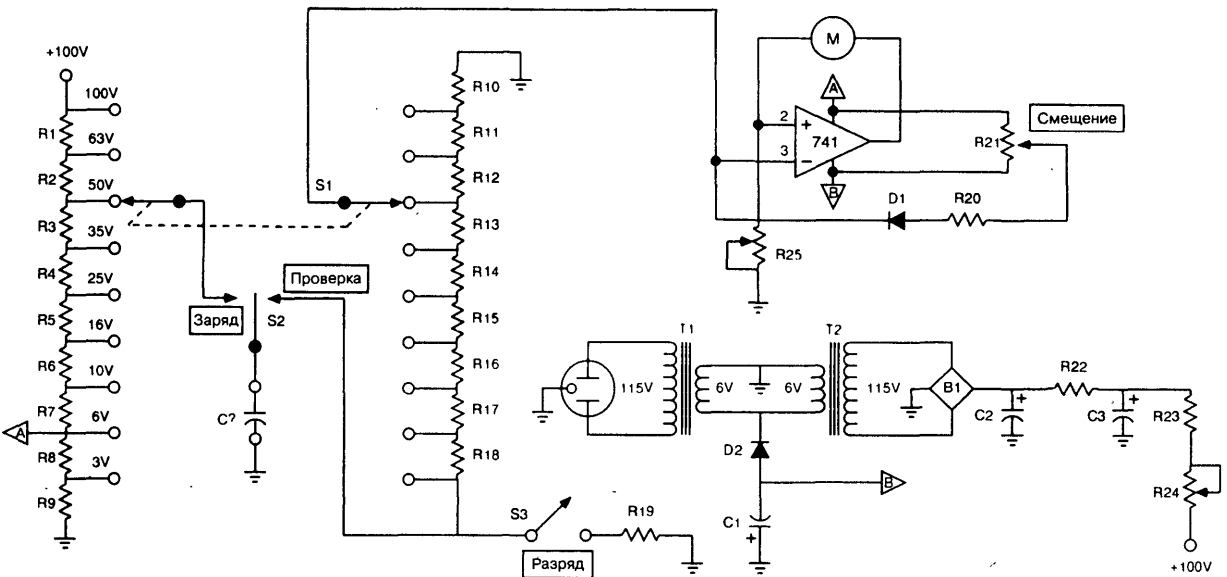 +100V
100V
R1
63V
R2
50V
R3
35V
R4
25V
R5
16V
R6
10V
R7
6V
A
R8
3V
R9
Заряд
S2
Проверка
C?
S1
R10
R11
R12
R13
R14
R15
R16
R17
R18
S3
Разряд
R19
M
A
2
+
741
3
−
B
R21
Смещение
D1
R20
R25
T1
T2
115V
6V
6V
115V
B1
R22
C2
+
C3
+
R23
R24
+100V
D2
B
C1
+